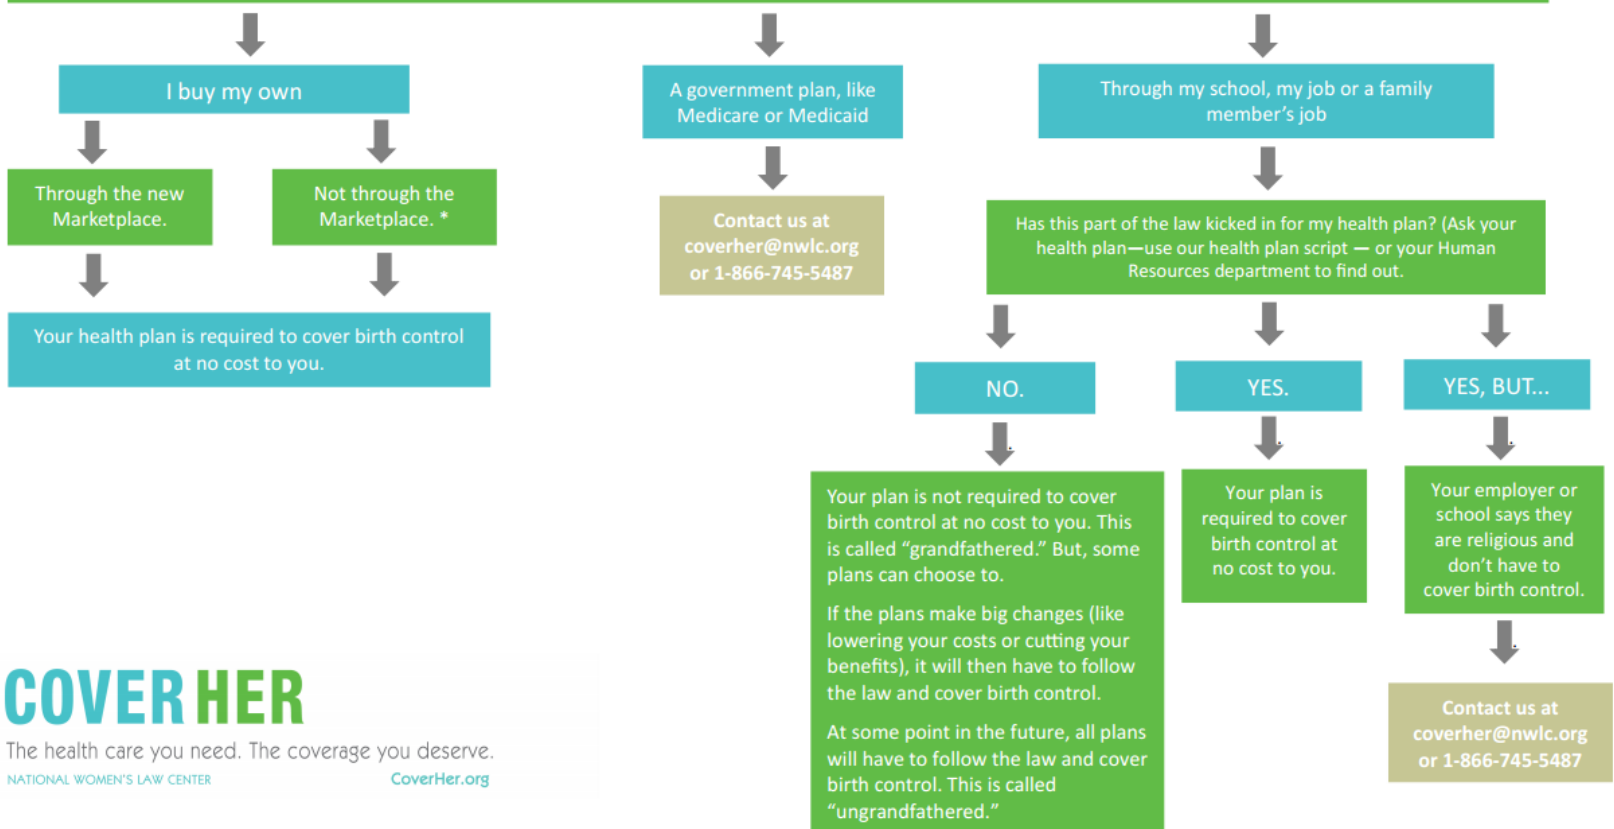 I buy my own
A government plan, like
Medicare or Medicaid
Through my school, my job or a family
member's job
Through the new
Marketplace.
Not through the
Marketplace. *
Contact us at
coverher@nwlc.org
or 1-866-745-5487
Has this part of the law kicked in for my health plan? (Ask your
health plan—use our health plan script — or your Human
Resources department to find out.
Your health plan is required to cover birth control
at no cost to you.
NO.
YES.
YES, BUT...
Your plan is not required to cover
birth control at no cost to you. This
is called "grandfathered." But, some
plans can choose to.
If the plans make big changes (like
lowering your costs or cutting your
benefits), it will then have to follow
the law and cover birth control.
At some point in the future, all plans
will have to follow the law and cover
birth control. This is called
"ungrandfathered."
Your plan is
required to cover
birth control at
no cost to you.
Your employer or
school says they
are religious and
don't have to
cover birth control.
Contact us at
coverher@nwlc.org
or 1-866-745-5487
COVER HER
The health care you need. The coverage you deserve.
NATIONAL WOMEN'S LAW CENTER
CoverHer.org